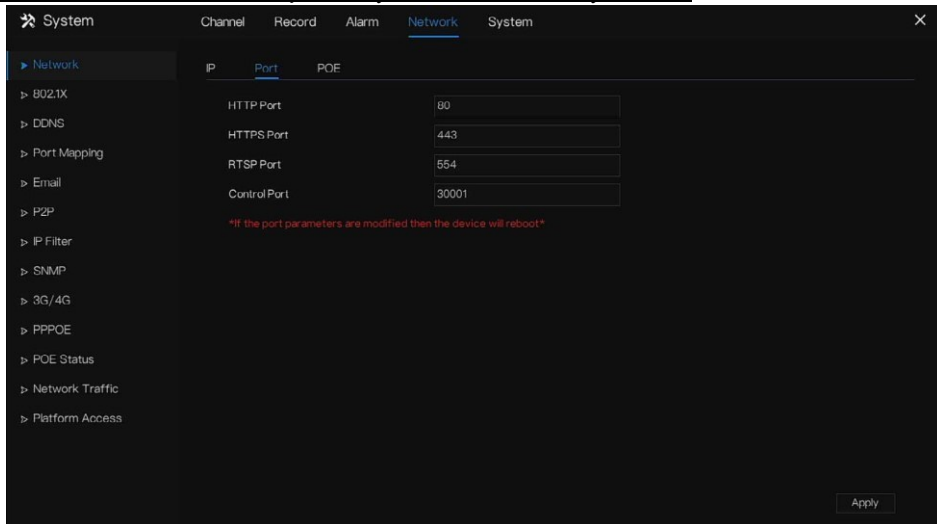 System
Channel Record Alarm Network System
Network
802.1X
DDNS
Port Mapping
Email
P2P
IP Filter
SNMP
3G/4G
PPPOE
POE Status
Network Traffic
Platform Access
IP Port POE
HTTP Port 80
HTTPS Port 443
RTSP Port 554
Control Port 30001
*If the port parameters are modified then the device will reboot*
Apply